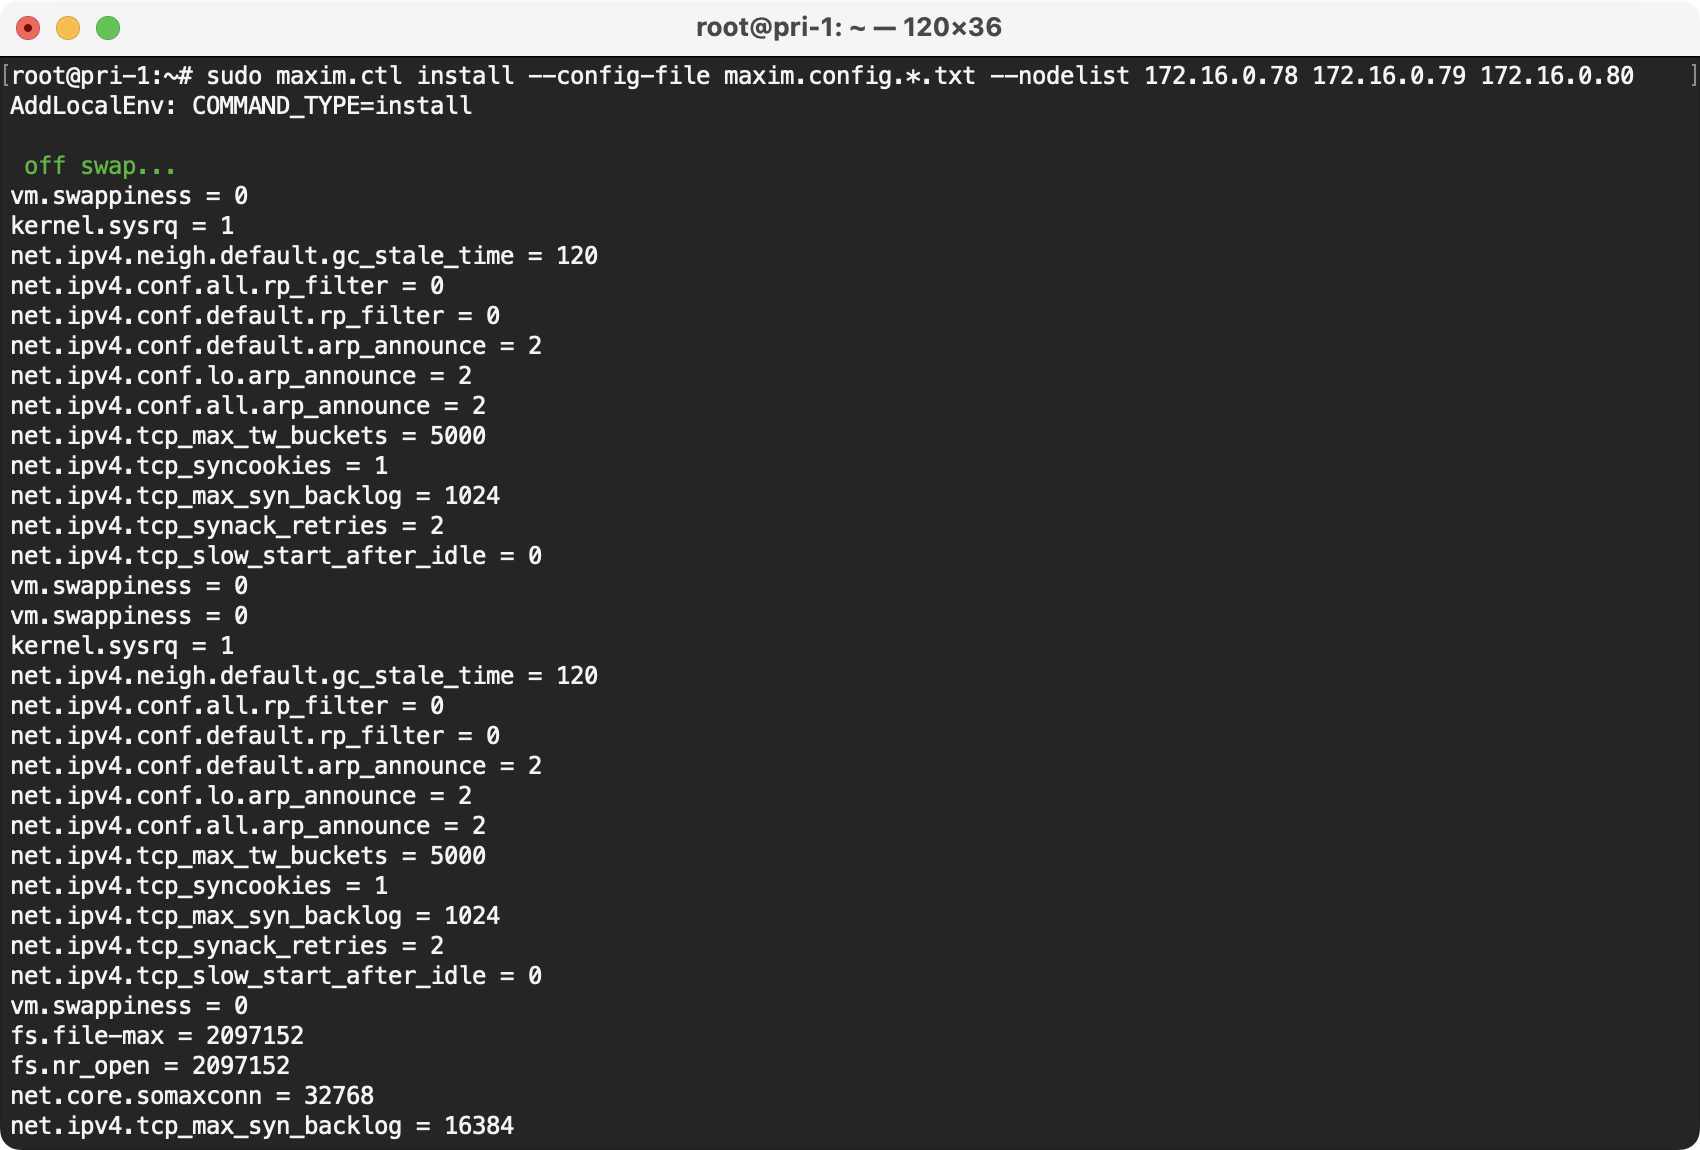 root@pri-1: ~ — 120×36
[root@pri-1:~# sudo maxim.ctl install --config-file maxim.config.*.txt --nodelist 172.16.0.78 172.16.0.79 172.16.0.80 ]
AddLocalEnv: COMMAND_TYPE=install
off swap...
vm.swappiness = 0
kernel.sysrq = 1
net.ipv4.neigh.default.gc_stale_time = 120
net.ipv4.conf.all.rp_filter = 0
net.ipv4.conf.default.rp_filter = 0
net.ipv4.conf.default.arp_announce = 2
net.ipv4.conf.lo.arp_announce = 2
net.ipv4.conf.all.arp_announce = 2
net.ipv4.tcp_max_tw_buckets = 5000
net.ipv4.tcp_syncookies = 1
net.ipv4.tcp_max_syn_backlog = 1024
net.ipv4.tcp_synack_retries = 2
net.ipv4.tcp_slow_start_after_idle = 0
vm.swappiness = 0
vm.swappiness = 0
kernel.sysrq = 1
net.ipv4.neigh.default.gc_stale_time = 120
net.ipv4.conf.all.rp_filter = 0
net.ipv4.conf.default.rp_filter = 0
net.ipv4.conf.default.arp_announce = 2
net.ipv4.conf.lo.arp_announce = 2
net.ipv4.conf.all.arp_announce = 2
net.ipv4.tcp_max_tw_buckets = 5000
net.ipv4.tcp_syncookies = 1
net.ipv4.tcp_max_syn_backlog = 1024
net.ipv4.tcp_synack_retries = 2
net.ipv4.tcp_slow_start_after_idle = 0
vm.swappiness = 0
fs.file-max = 2097152
fs.nr_open = 2097152
net.core.somaxconn = 32768
net.ipv4.tcp_max_syn_backlog = 16384